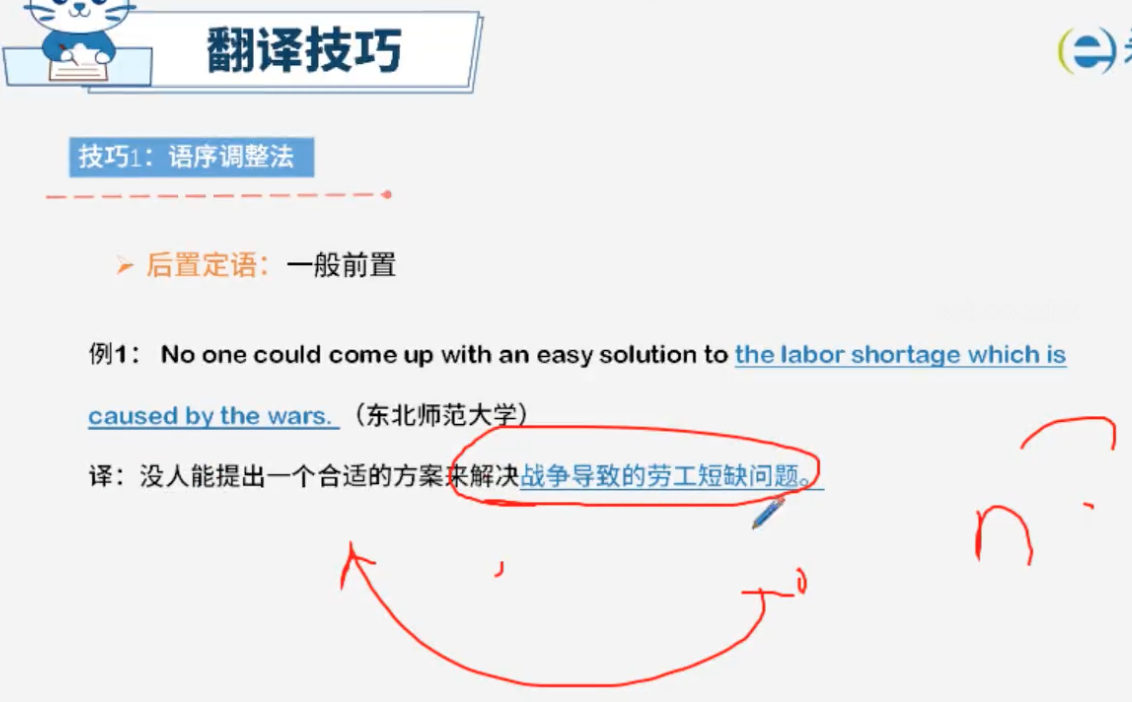 翻译技巧
技巧1：语序调整法
➢ 后置定语：一般前置
例1： No one could come up with an easy solution to the labor shortage which is
caused by the wars. （东北师范大学）
译：没人能提出一个合适的方案来解决战争导致的劳工短缺问题。
n